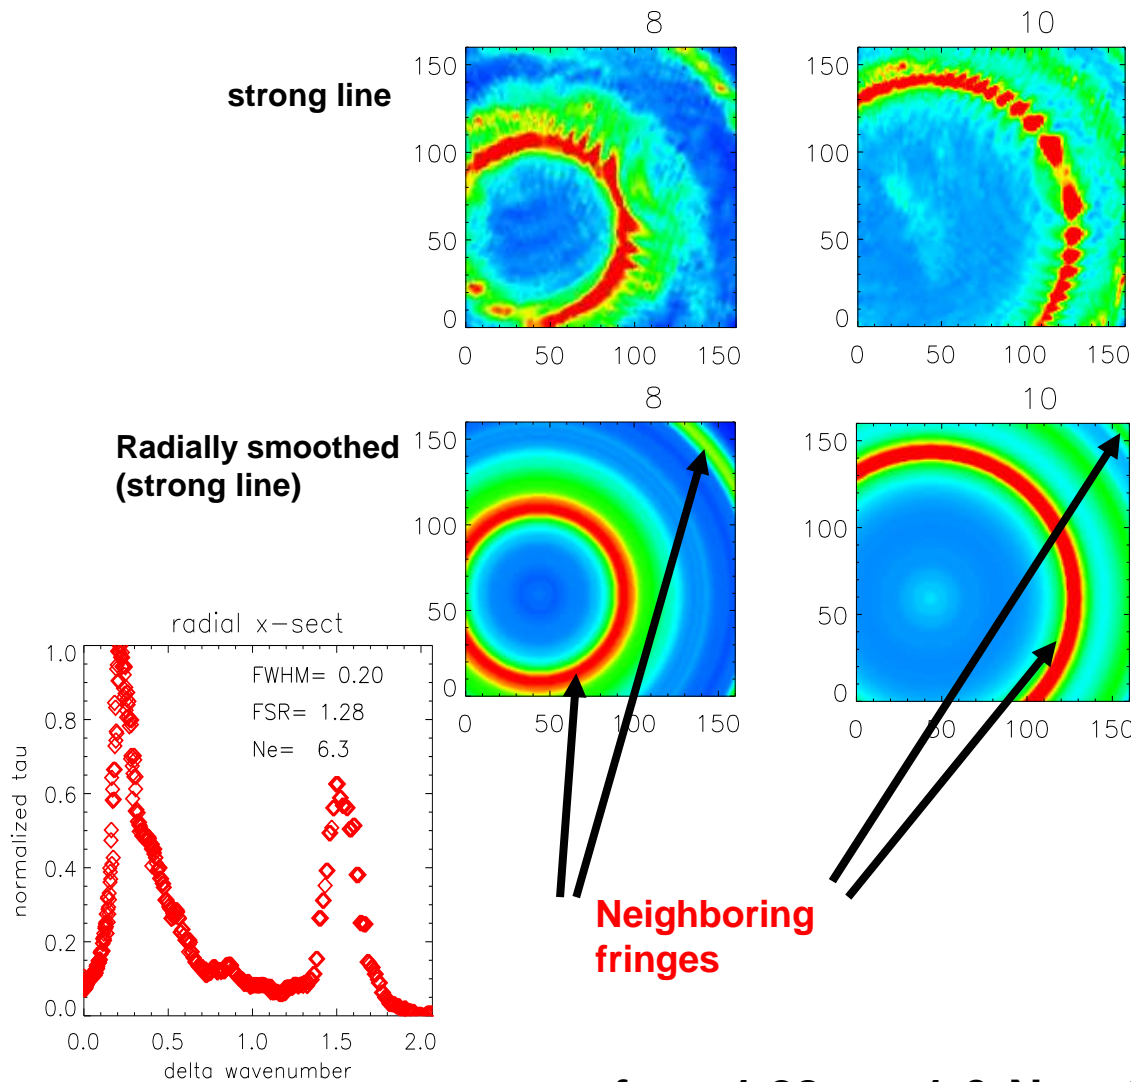 8
10
strong line
150
100
50
0
0 50 100 150
150
100
50
0
0 50 100 150
8
10
Radially smoothed
(strong line)
150
100
50
0
0 50 100 150
150
100
50
0
0 50 100 150
radial x-sect
FWHM= 0.20
FSR= 1.28
Ne= 6.3
normalized tau
1.0
0.8
0.6
0.4
0.2
0.0
0.0 0.5 1.0 1.5 2.0
delta wavenumber
Neighboring
fringes